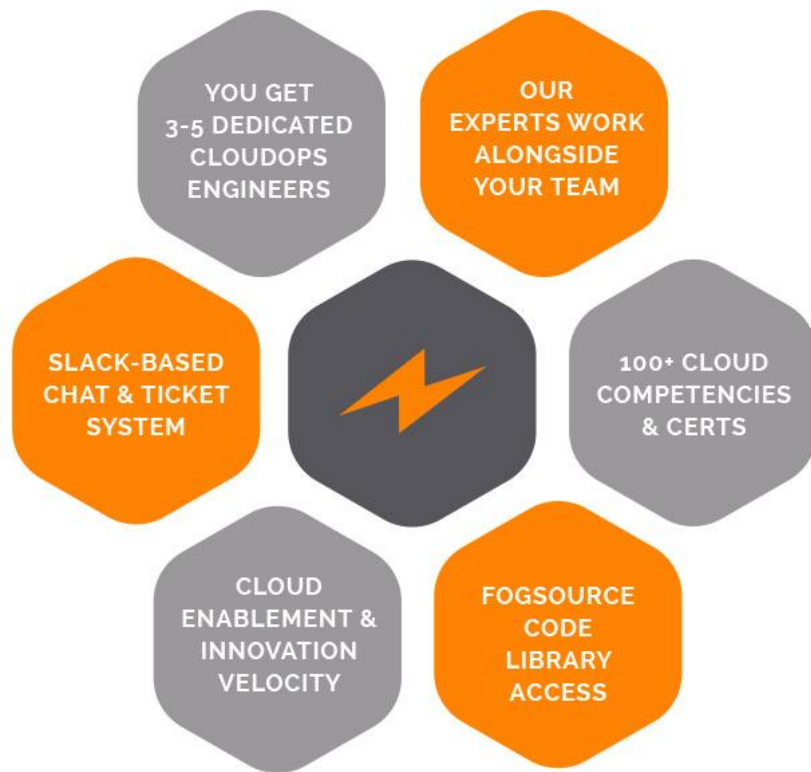 YOU GET
3-5 DEDICATED
CLOUDOPS
ENGINEERS
OUR
EXPERTS WORK
ALONGSIDE
YOUR TEAM
SLACK-BASED
CHAT & TICKET
SYSTEM
100+ CLOUD
COMPETENCIES
& CERTS
CLOUD
ENABLEMENT &
INNOVATION
VELOCITY
FOGSOURCE
CODE
LIBRARY
ACCESS